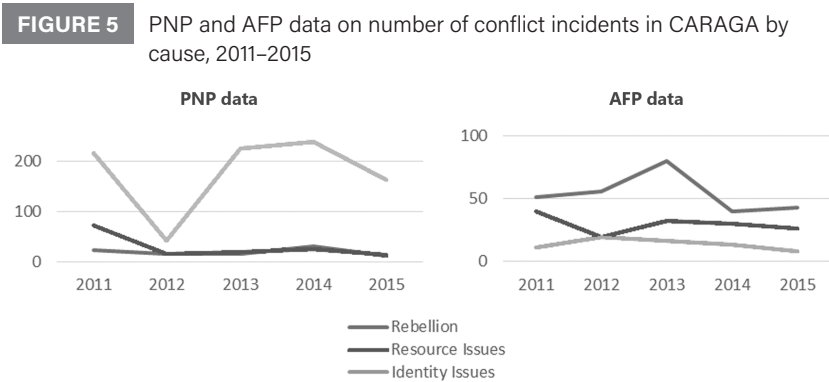 FIGURE 5
PNP and AFP data on number of conflict incidents in CARAGA by
cause, 2011–2015
PNP data
200
100
0
2011 2012 2013 2014 2015
AFP data
100
50
0
2011 2012 2013 2014 2015
Rebellion
Resource Issues
Identity Issues